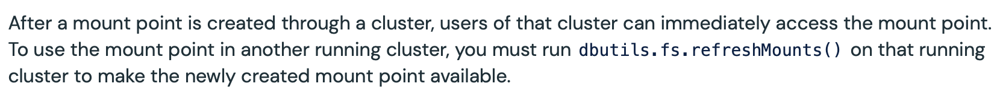 After a mount point is created through a cluster, users of that cluster can immediately access the mount point.
To use the mount point in another running cluster, you must run dbutils.fs.refreshMounts() on that running
cluster to make the newly created mount point available.